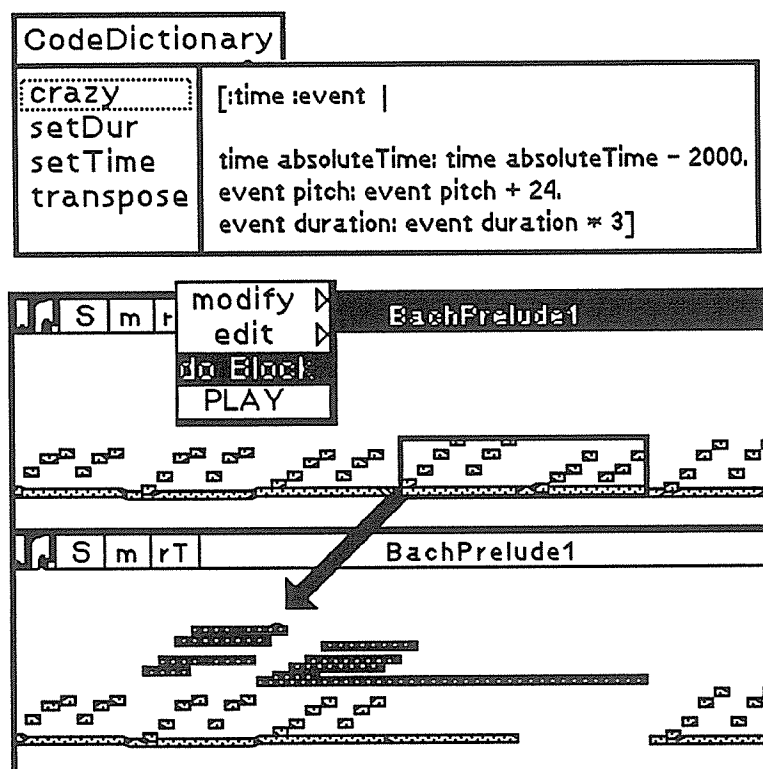 CodeDictionary
crazy
setDur
setTime
transpose
[:time :event |
time absoluteTime: time absoluteTime - 2000.
event pitch: event pitch + 24.
event duration: event duration * 3]
S m r
modify
edit
do Block
PLAY
BachPrelude1
S m rT
BachPrelude1